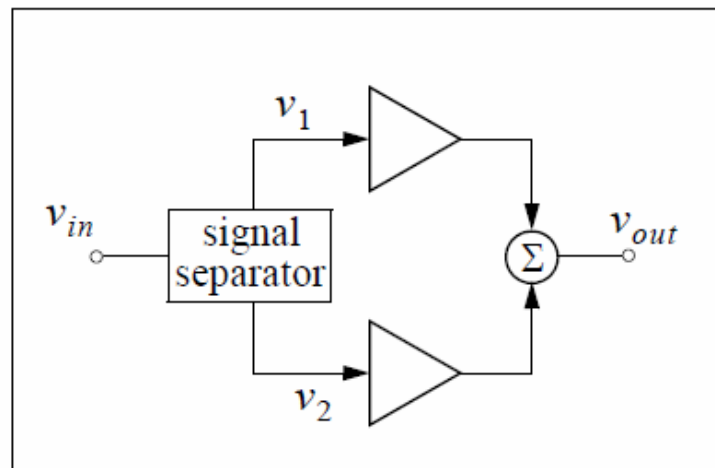 v1
vin
signal
separator
Σ
vout
v2